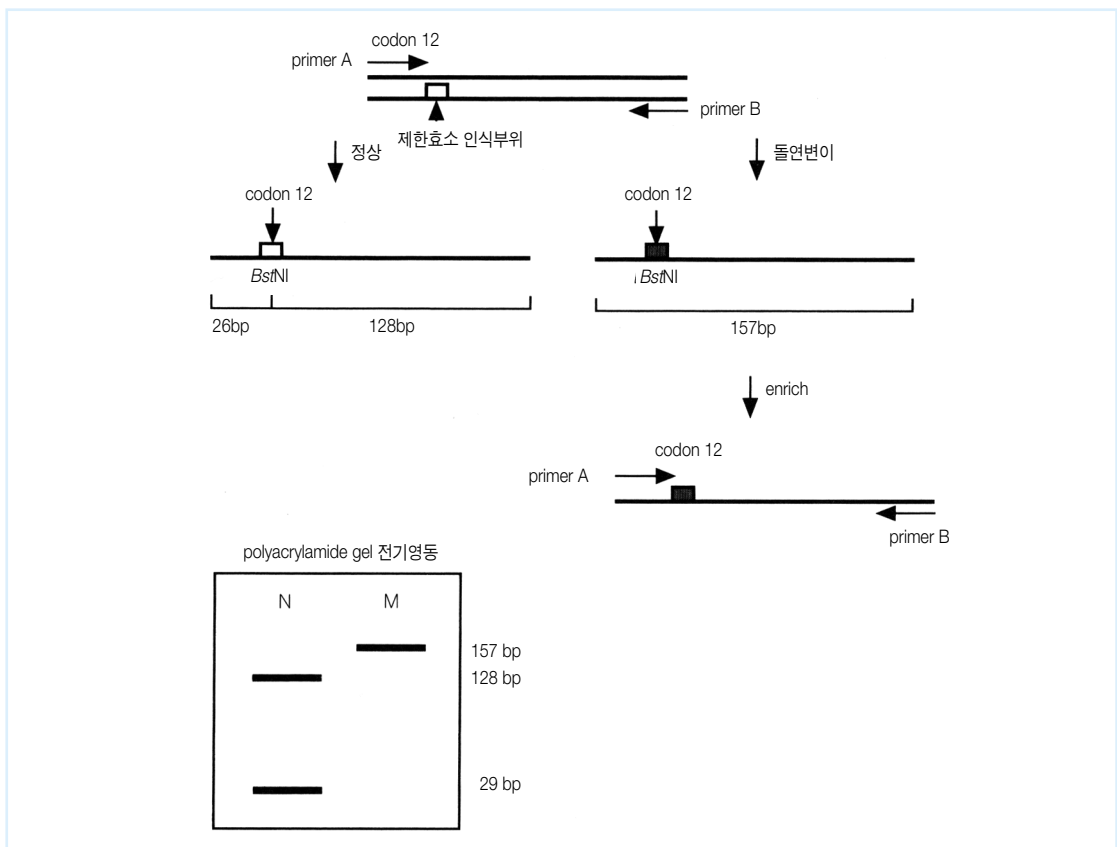 codon 12
primer A
primer B
제한효소 인식부위
정상
돌연변이
codon 12
codon 12
BstNI
BstNI
26bp
128bp
157bp
enrich
codon 12
primer A
primer B
polyacrylamide gel 전기영동
N
M
157 bp
128 bp
29 bp